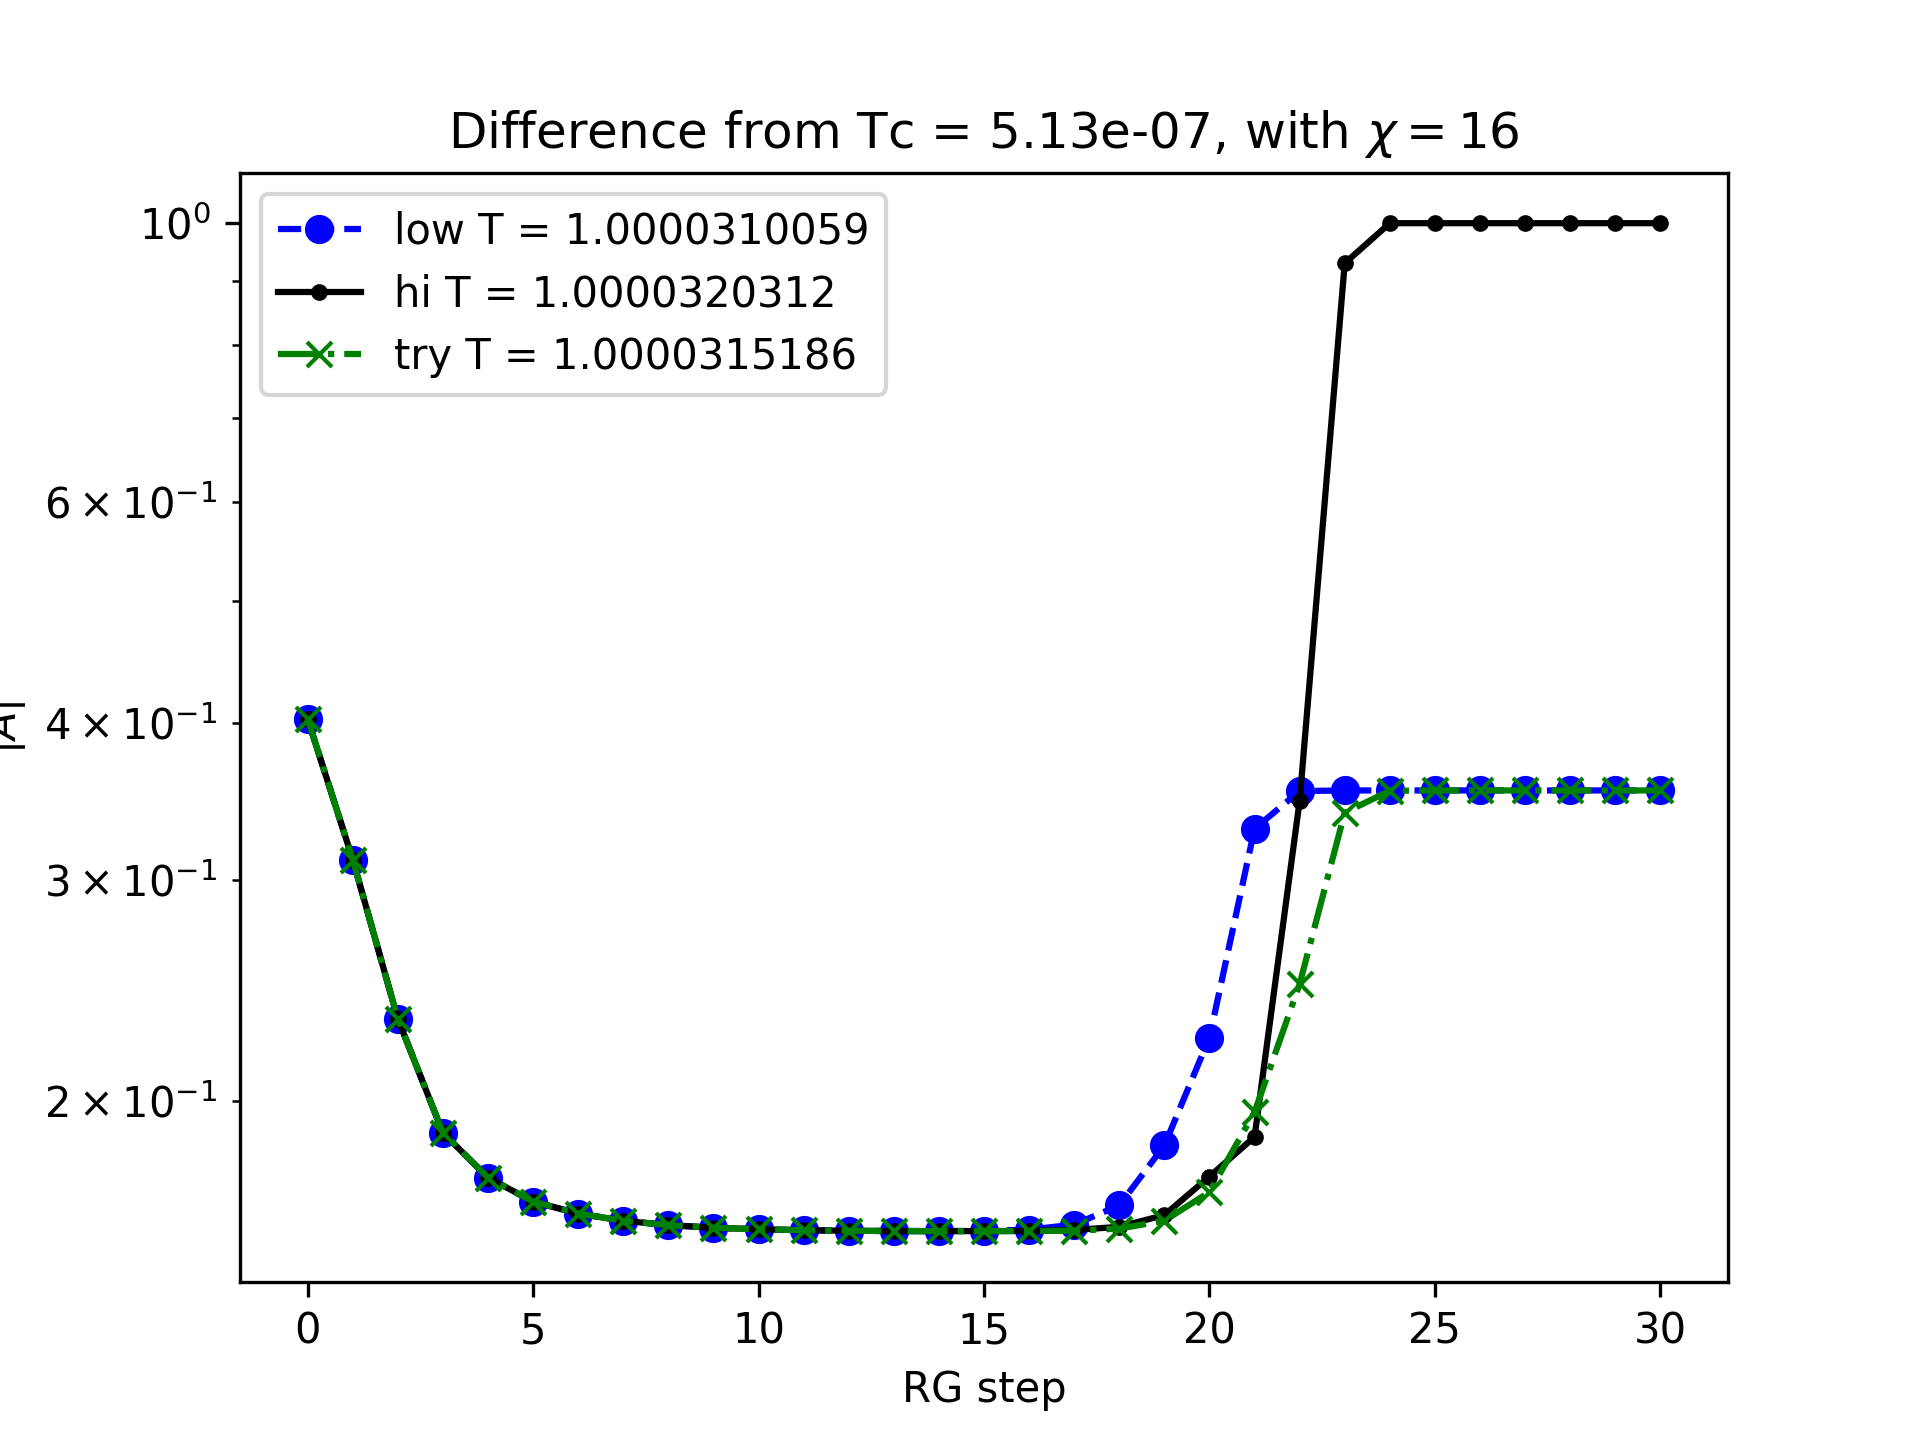 Difference from Tc = 5.13e-07, with χ = 16
low T = 1.0000310059
hi T = 1.0000320312
try T = 1.0000315186
10⁰
6 × 10⁻¹
4 × 10⁻¹
3 × 10⁻¹
2 × 10⁻¹
|A|
0 5 10 15 20 25 30
RG step